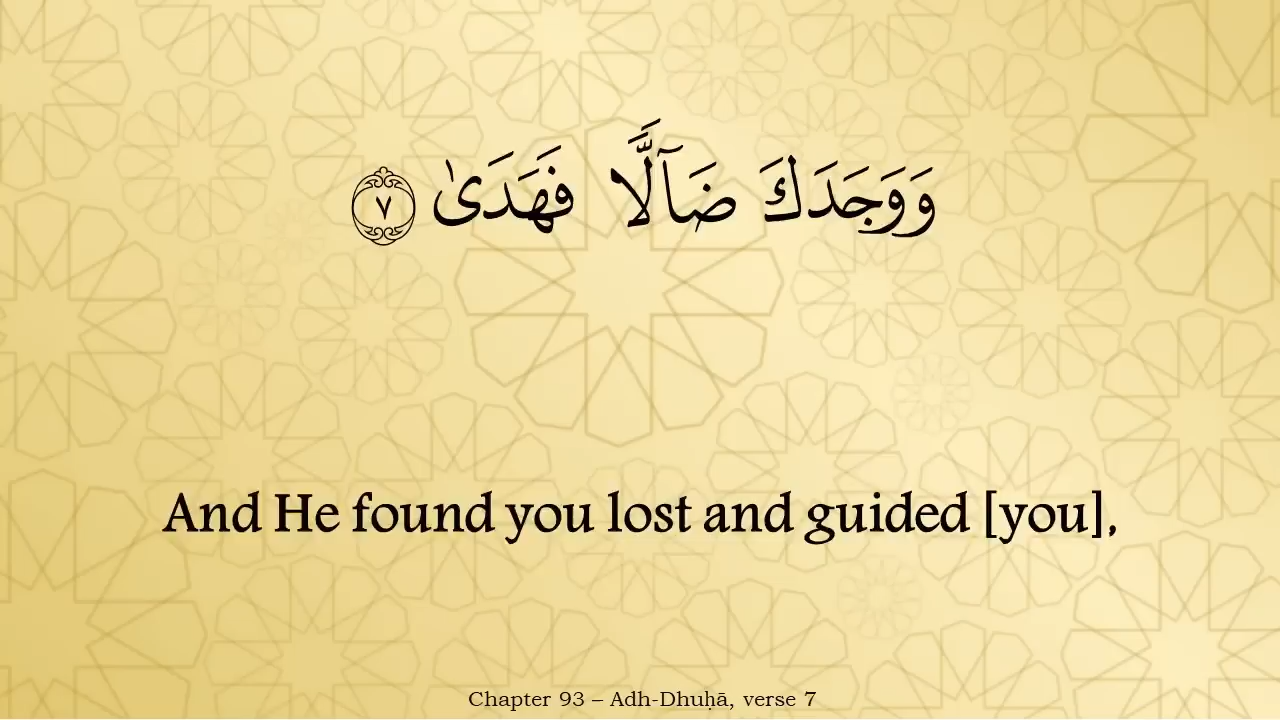 وَوَجَدَكَ ضَآلًّا فَهَدَىٰ ٧
And He found you lost and guided [you],
Chapter 93 – Adh-Dhuḥā, verse 7